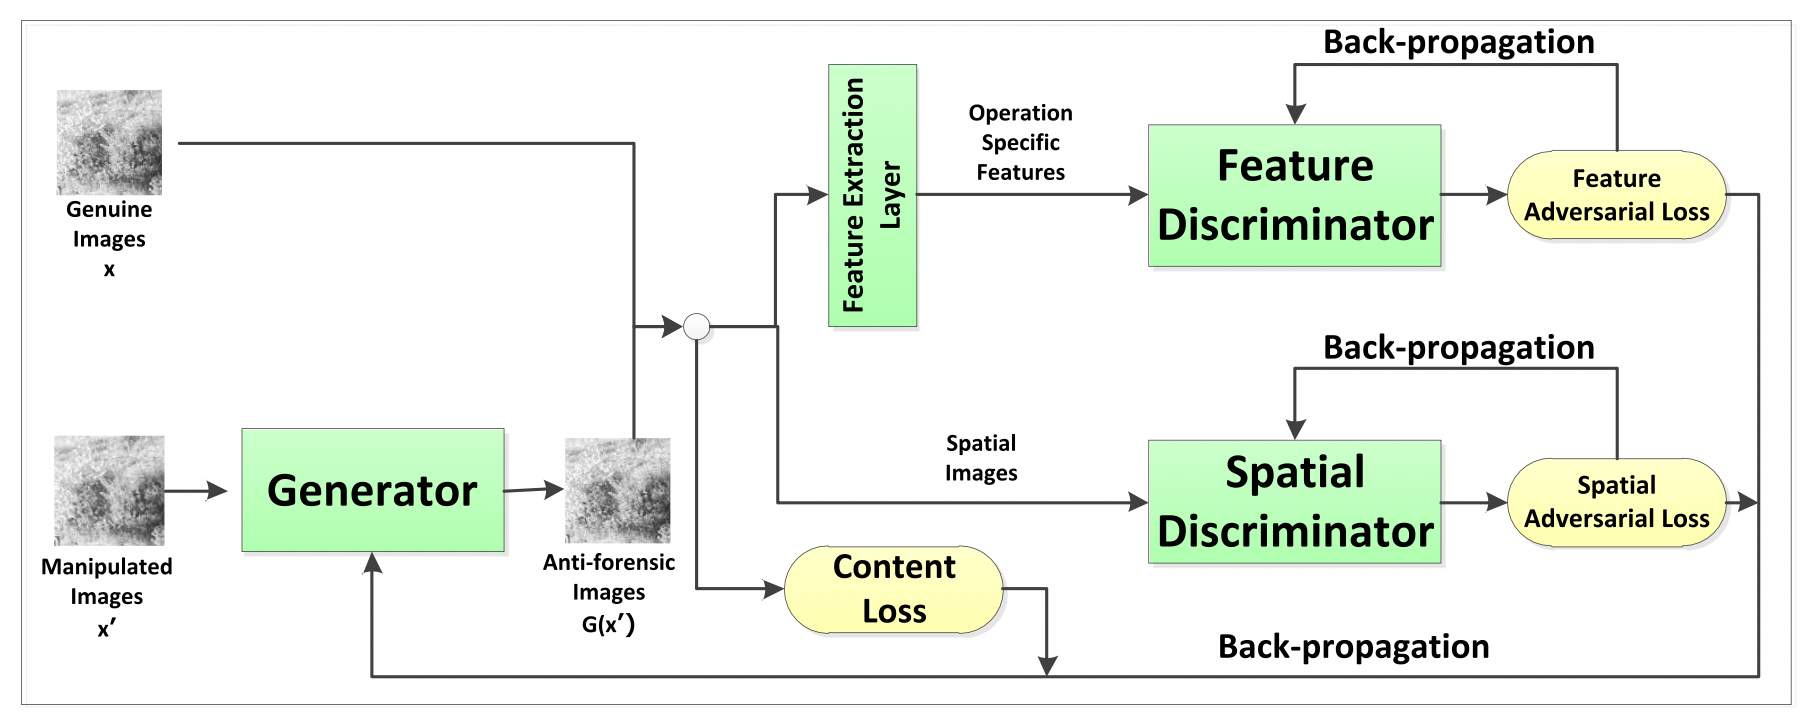 Back-propagation
Feature Extraction
Layer
Operation
Specific
Features
Feature
Discriminator
Feature
Adversarial Loss
Genuine
Images
x
Back-propagation
Spatial
Images
Spatial
Discriminator
Spatial
Adversarial Loss
Generator
Manipulated
Images
x′
Anti-forensic
Images
G(x′)
Content
Loss
Back-propagation